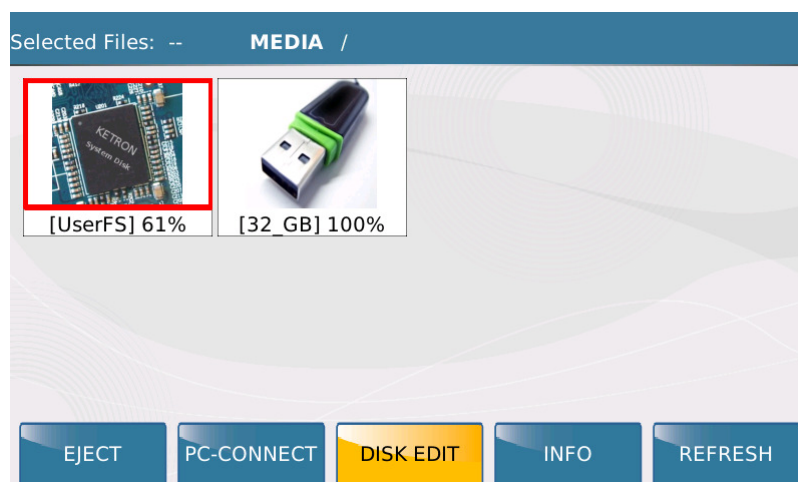 Selected Files: -- MEDIA /
KETRON
System Disk
[UserFS] 61% [32_GB] 100%
EJECT PC-CONNECT DISK EDIT INFO REFRESH